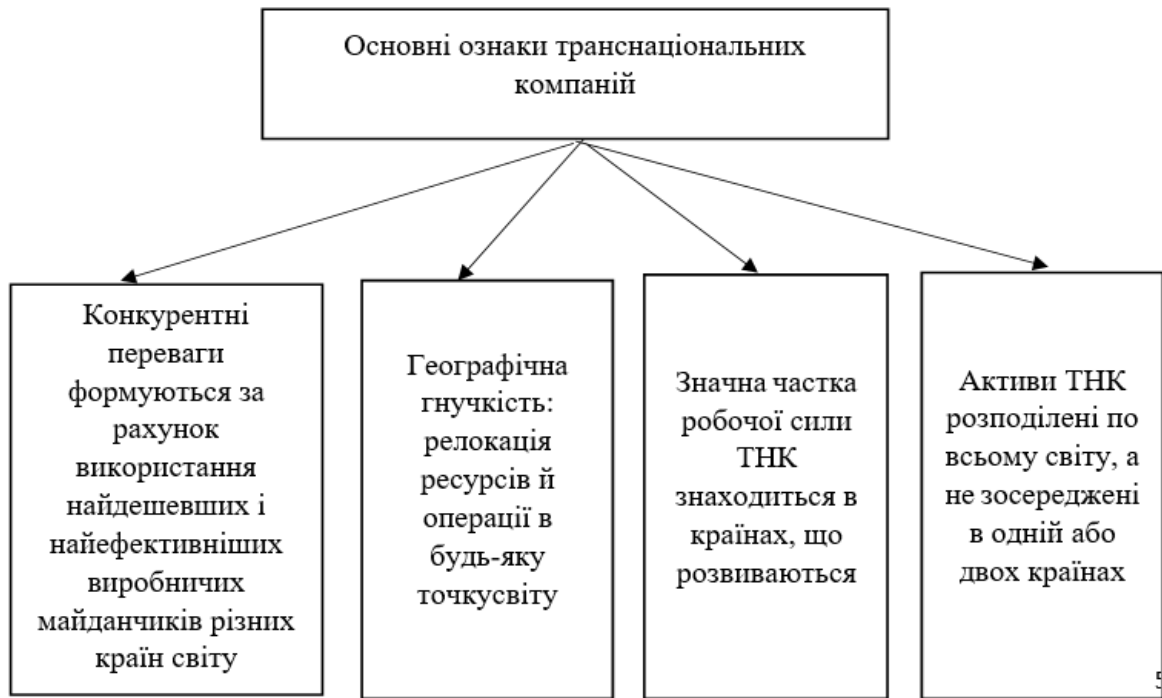 Основні ознаки транснаціональних
компаній
Конкурентні
переваги
формуються за
рахунок
використання
найдешевших і
найефективніших
виробничих
майданчиків різних
країн світу
Географічна
гнучкість:
релокація
ресурсів й
операції в
будь-яку
точкусвіту
Значна частка
робочої сили
ТНК
знаходиться в
країнах, що
розвиваються
Активи ТНК
розподілені по
всьому світу, а
не зосереджені
в одній або
двох країнах
5